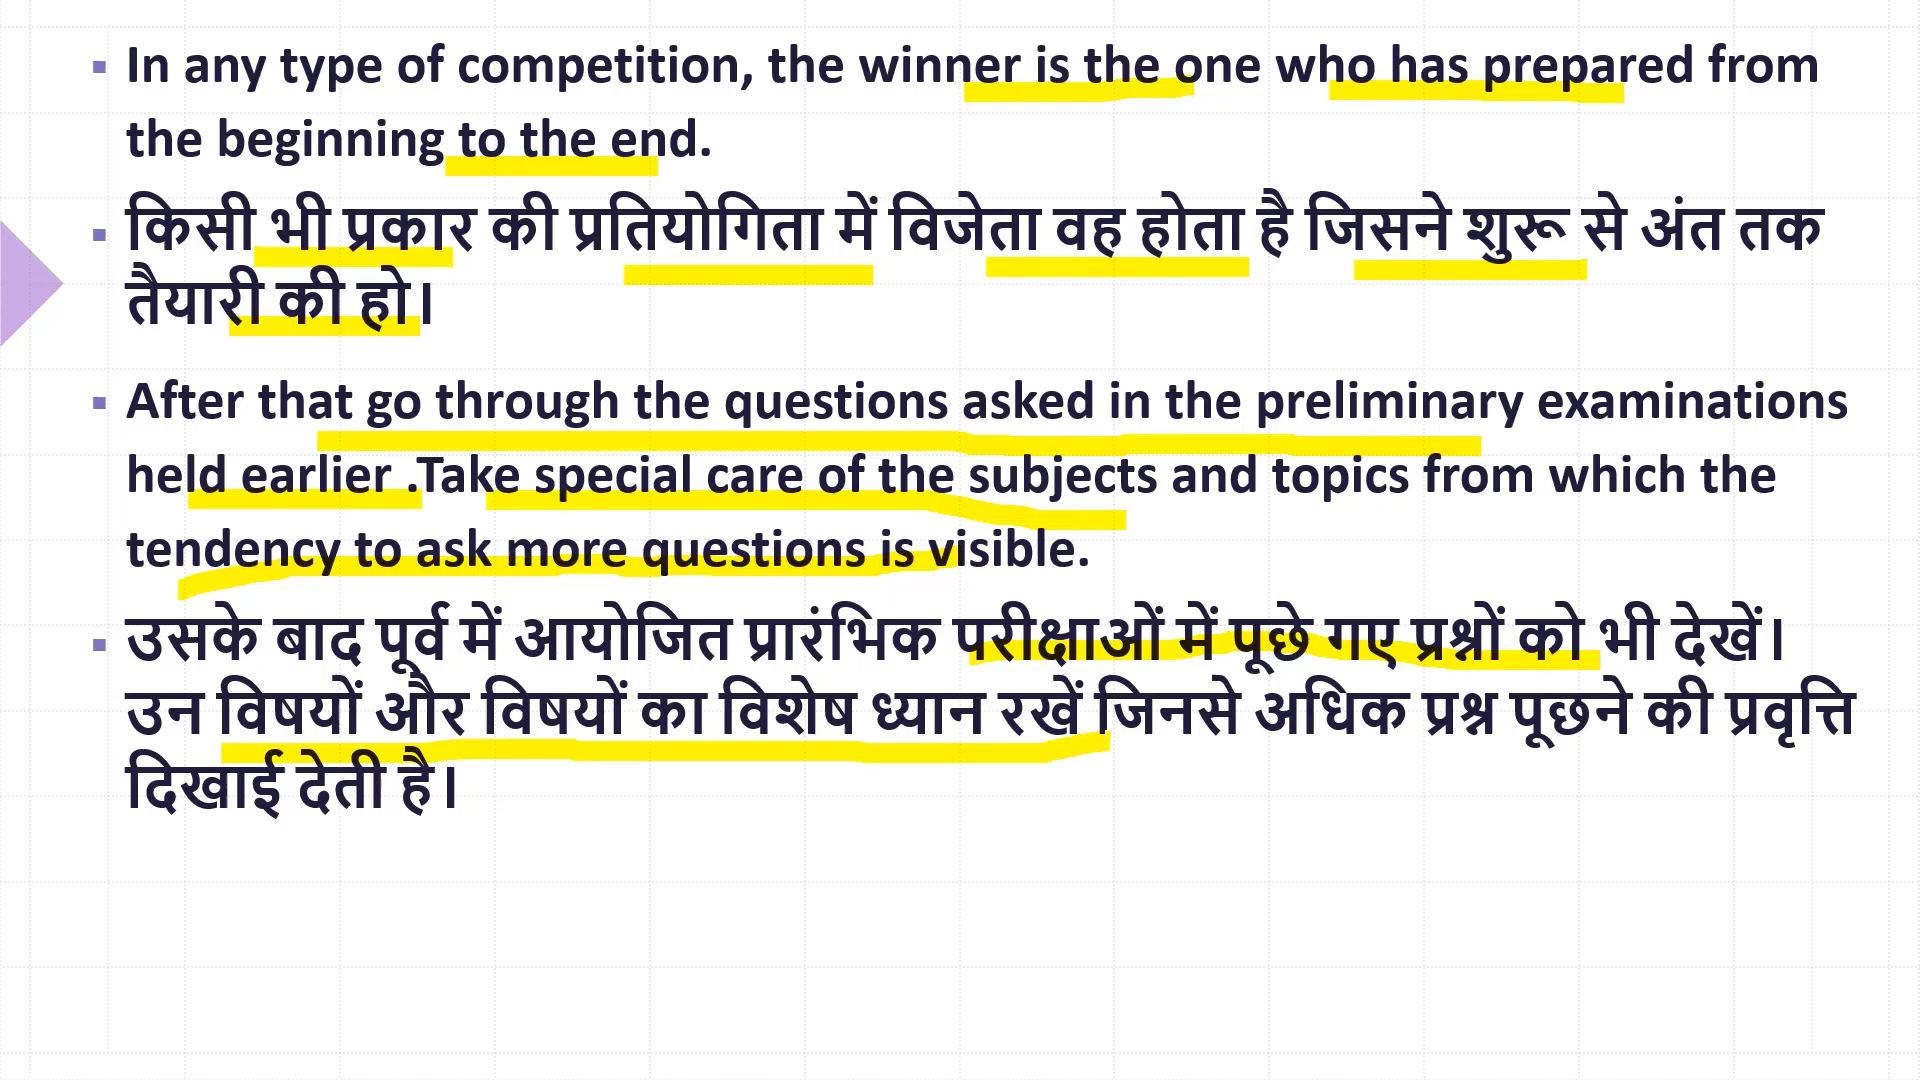 In any type of competition, the winner is the one who has prepared from
the beginning to the end.
किसी भी प्रकार की प्रतियोगिता में विजेता वह होता है जिसने शुरू से अंत तक
तैयारी की हो।
After that go through the questions asked in the preliminary examinations
held earlier .Take special care of the subjects and topics from which the
tendency to ask more questions is visible.
उसके बाद पूर्व में आयोजित प्रारंभिक परीक्षाओं में पूछे गए प्रश्नों को भी देखें।
उन विषयों और विषयों का विशेष ध्यान रखें जिनसे अधिक प्रश्न पूछने की प्रवृत्ति
दिखाई देती है।